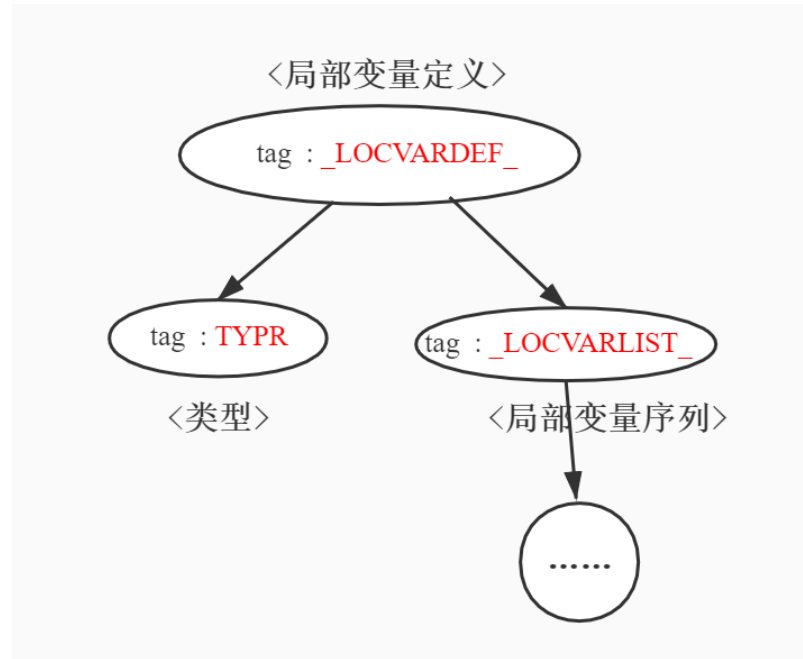 <局部变量定义>
tag : _LOCVARDEF_
tag : TYPR
tag : _LOCVARLIST_
<类型>
<局部变量序列>
......